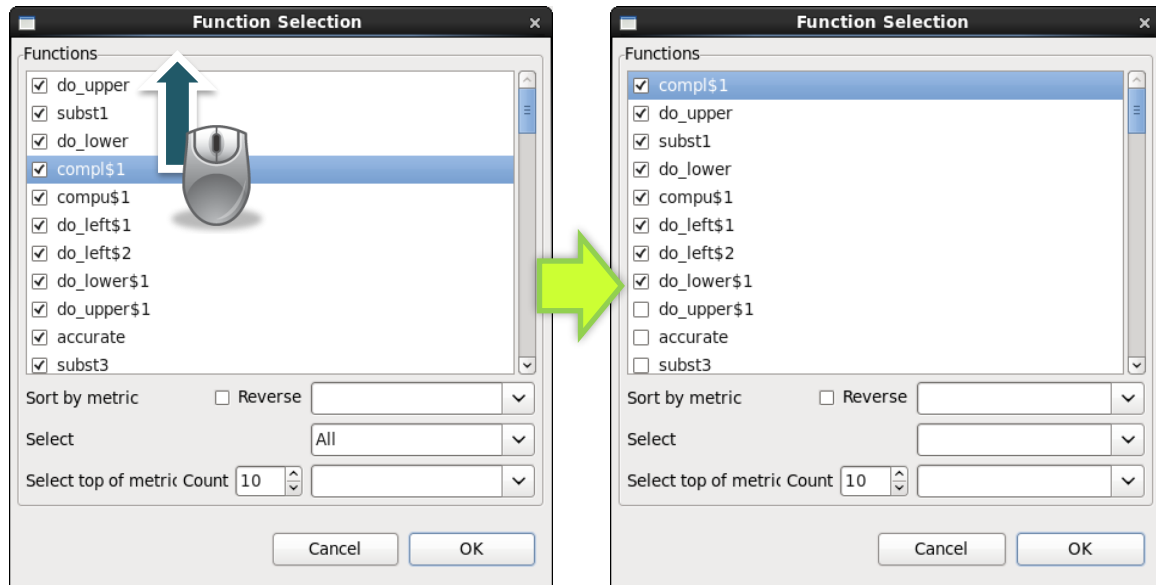 Function Selection
Functions
do_upper
subst1
do_lower
compl$1
compu$1
do_left$1
do_left$2
do_lower$1
do_upper$1
accurate
subst3
Sort by metric Reverse
Select All
Select top of metric Count 10
Cancel OK
Function Selection
Functions
compl$1
do_upper
subst1
do_lower
compu$1
do_left$1
do_left$2
do_lower$1
do_upper$1
accurate
subst3
Sort by metric Reverse
Select
Select top of metric Count 10
Cancel OK